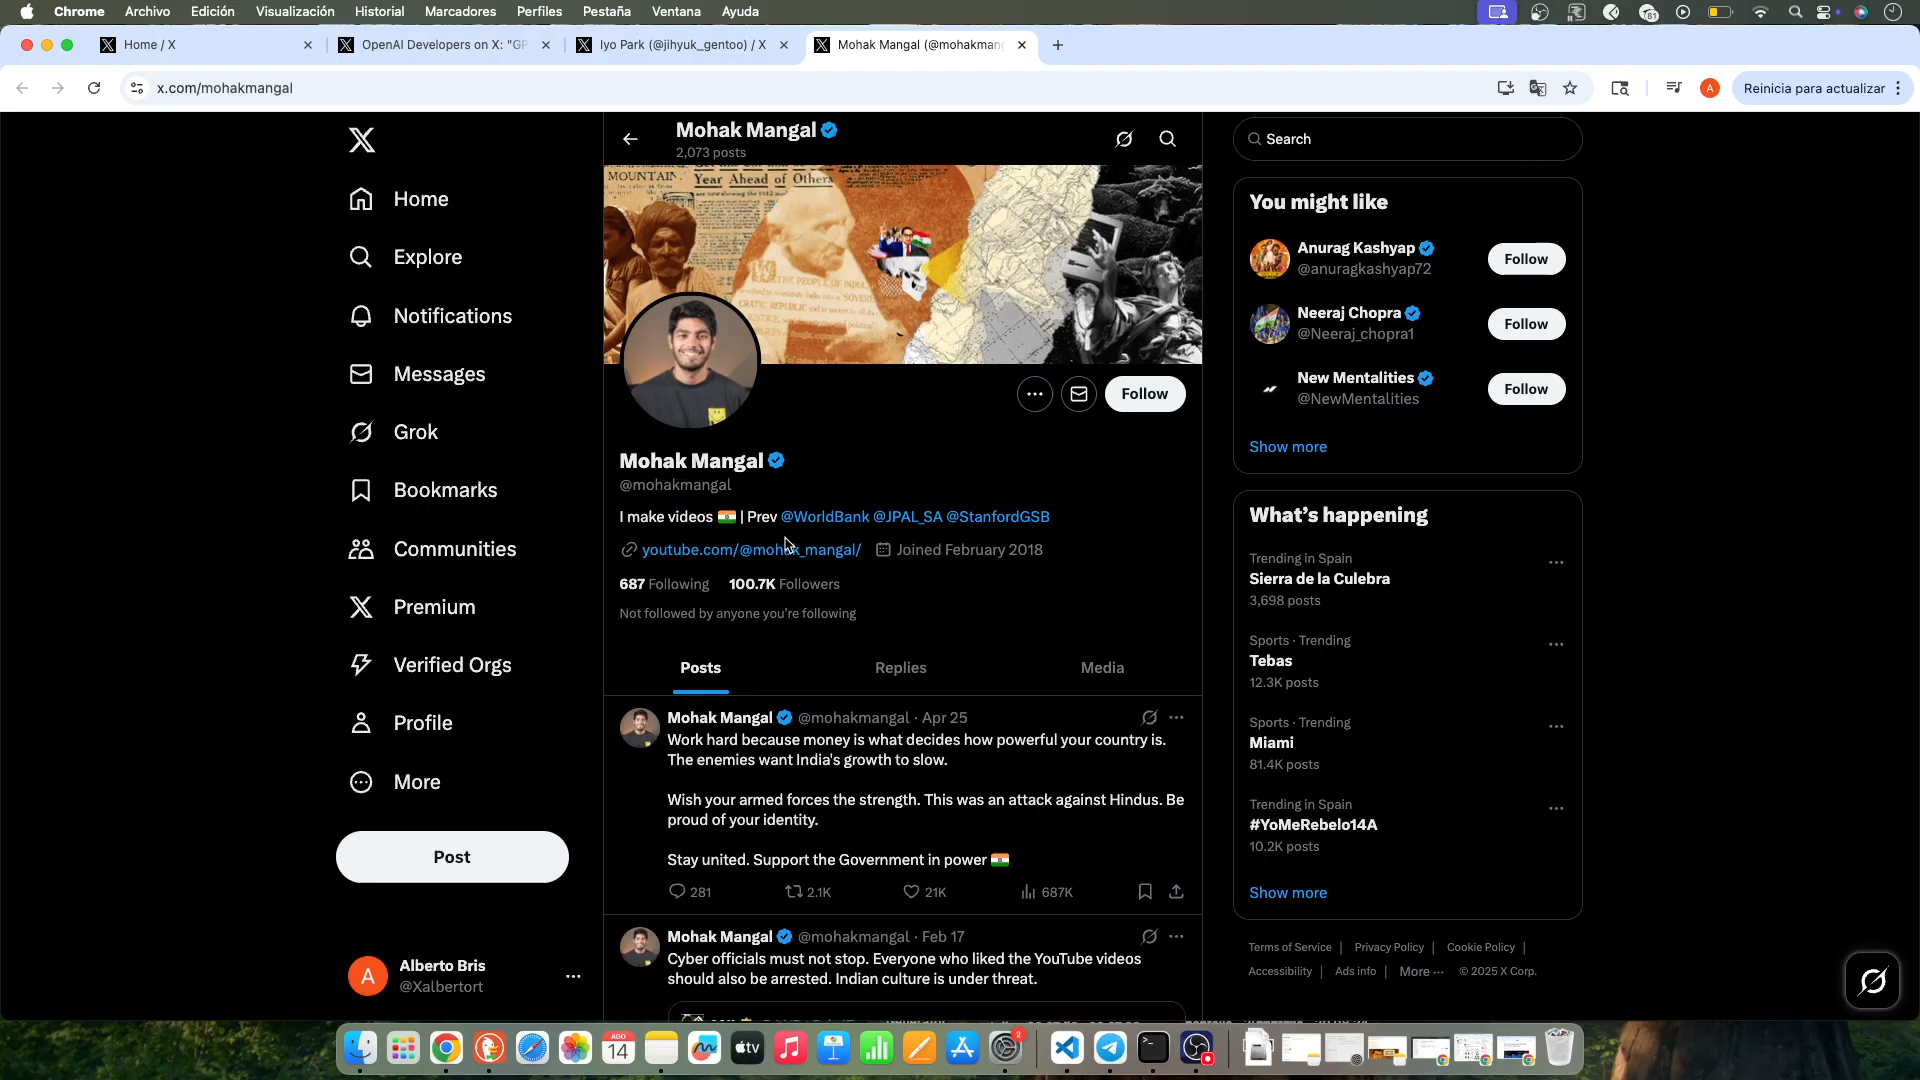 Chrome Archivo Edición Visualización Historial Marcadores Perfiles Pestaña Ventana Ayuda
81
Home / X
OpenAI Developers on X: "GP
Iyo Park (@jihyuk_gentoo) / X
Mohak Mangal (@mohakmang
x.com/mohakmangal
A
Reinicia para actualizar
Home
Explore
Notifications
Messages
Grok
Bookmarks
Communities
Premium
Verified Orgs
Profile
More
Post
A
Alberto Bris
@Xalbertort
Mohak Mangal
2,073 posts
MOUNTAIN
Year Ahead of Others
Follow
Mohak Mangal
@mohakmangal
I make videos 🇮🇳 | Prev @WorldBank @JPAL_SA @StanfordGSB
youtube.com/@mohak_mangal/ Joined February 2018
687 Following 100.7K Followers
Not followed by anyone you're following
Posts Replies Media
Mohak Mangal @mohakmangal · Apr 25
Work hard because money is what decides how powerful your country is.
The enemies want India's growth to slow.
Wish your armed forces the strength. This was an attack against Hindus. Be
proud of your identity.
Stay united. Support the Government in power 🇮🇳
281 2.1K 21K 687K
Mohak Mangal @mohakmangal · Feb 17
Cyber officials must not stop. Everyone who liked the YouTube videos
should also be arrested. Indian culture is under threat.
Search
You might like
Anurag Kashyap
@anuragkashyap72
Follow
Neeraj Chopra
@Neeraj_chopra1
Follow
New Mentalities
@NewMentalities
Follow
Show more
What's happening
Trending in Spain
Sierra de la Culebra
3,698 posts
Sports · Trending
Tebas
12.3K posts
Sports · Trending
Miami
81.4K posts
Trending in Spain
#YoMeRebelo14A
10.2K posts
Show more
Terms of Service | Privacy Policy | Cookie Policy |
Accessibility | Ads info | More ··· © 2025 X Corp.
AGO
14
tv
2